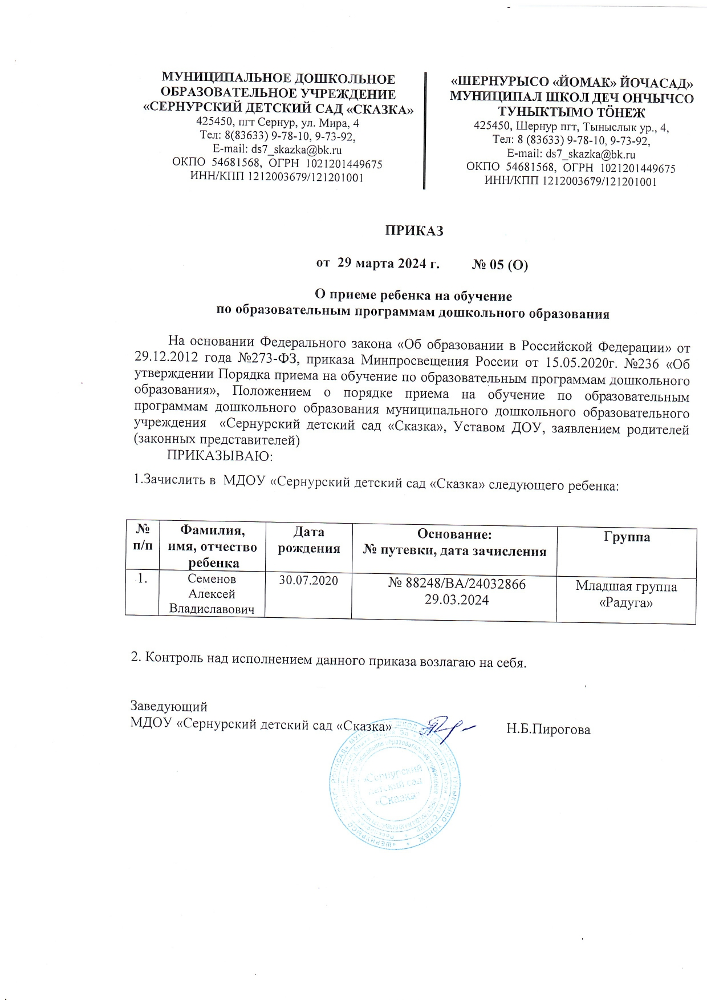 МУНИЦИПАЛЬНОЕ ДОШКОЛЬНОЕ
ОБРАЗОВАТЕЛЬНОЕ УЧРЕЖДЕНИЕ
«СЕРНУРСКИЙ ДЕТСКИЙ САД «СКАЗКА»
425450, пгт Сернур, ул. Мира, 4
Тел: 8(83633) 9-78-10, 9-73-92,
E-mail: ds7_skazka@bk.ru
ОКПО 54681568, ОГРН 1021201449675
ИНН/КПП 1212003679/121201001
«ШЕРНУРЫСО «ЙОМАК» ЙОЧАСАД»
МУНИЦИПАЛ ШКОЛ ДЕЧ ОНЧЫЧСО
ТУНЫКТЫМО ТӦНЕЖ
425450, Шернур пгт, Тыныслык ур., 4,
Тел: 8 (83633) 9-78-10, 9-73-92,
E-mail: ds7_skazka@bk.ru
ОКПО 54681568, ОГРН 1021201449675
ИНН/КПП 1212003679/121201001
ПРИКАЗ
от 29 марта 2024 г. № 05 (О)
О приеме ребенка на обучение
по образовательным программам дошкольного образования
На основании Федерального закона «Об образовании в Российской Федерации» от
29.12.2012 года №273-ФЗ, приказа Минпросвещения России от 15.05.2020г. №236 «Об
утверждении Порядка приема на обучение по образовательным программам дошкольного
образования», Положением о порядке приема на обучение по образовательным
программам дошкольного образования муниципального дошкольного образовательного
учреждения «Сернурский детский сад «Сказка», Уставом ДОУ, заявлением родителей
(законных представителей)
ПРИКАЗЫВАЮ:
1.Зачислить в МДОУ «Сернурский детский сад «Сказка» следующего ребенка:
№ п/п
Фамилия, имя, отчество ребенка
Дата рождения
Основание: № путевки, дата зачисления
Группа
1.
Семенов
Алексей
Владиславович
30.07.2020
№ 88248/ВА/24032866
29.03.2024
Младшая группа
«Радуга»
2. Контроль над исполнением данного приказа возлагаю на себя.
Заведующий
МДОУ «Сернурский детский сад «Сказка» Н.Б.Пирогова
«Сернурский
детский сад
«Сказка»